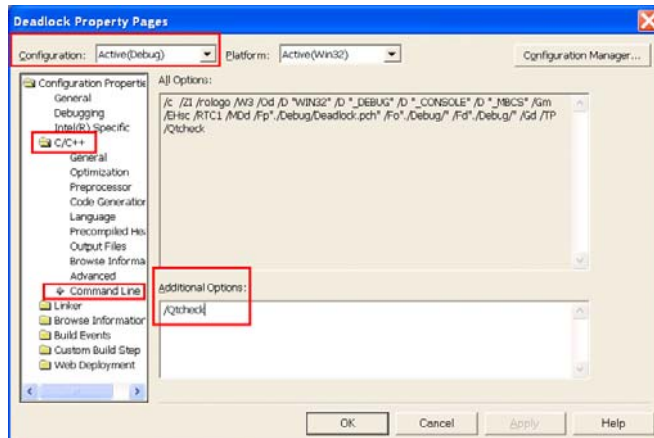 Deadlock Property Pages
Configuration: Active(Debug) Platform: Active(Win32) Configuration Manager...
Configuration Propertie
General
Debugging
Intel(R) Specific
C/C++
General
Optimization
Preprocessor
Code Generation
Language
Precompiled Hea
Output Files
Browse Informa
Advanced
Command Line
Linker
Browse Information
Build Events
Custom Build Step
Web Deployment
All Options:
/c /ZI /nologo /W3 /Od /D "WIN32" /D "_DEBUG" /D "_CONSOLE" /D "_MBCS" /Gm
/EHsc /RTC1 /MDd /Fp"./Debug/Deadlock.pch" /Fo"./Debug/" /Fd"./Debug/" /Gd /TP
/Qtcheck
Additional Options:
/Qtcheck
OK Cancel Apply Help